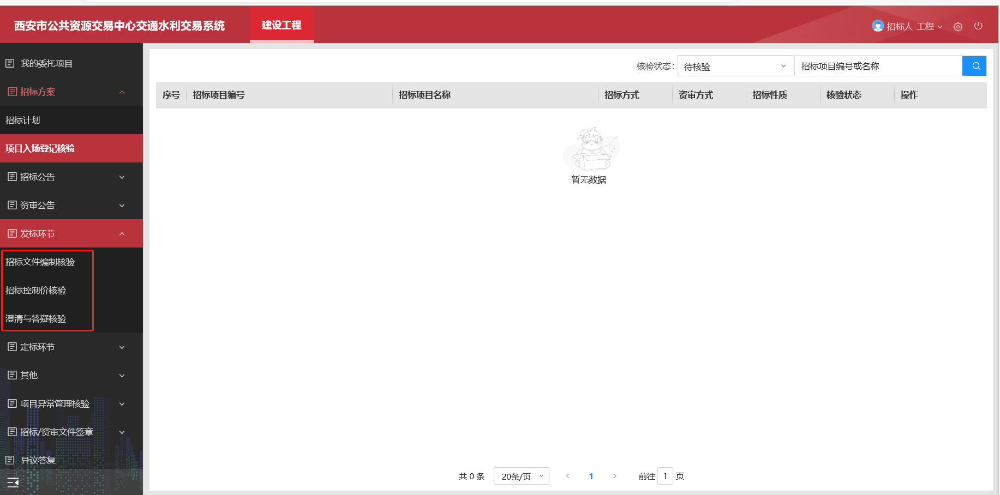 西安市公共资源交易中心交通水利交易系统
建设工程
招标人-工程
我的委托项目
招标方案
招标计划
项目入场登记核验
招标公告
资审公告
发标环节
招标文件编制核验
招标控制价核验
澄清与答疑核验
定标环节
其他
项目异常管理核验
招标/资审文件签章
异议答复
核验状态: 待核验 招标项目编号或名称
序号 招标项目编号 招标项目名称 招标方式 资审方式 招标性质 核验状态 操作
暂无数据
共 0 条 20条/页 1 前往 1 页